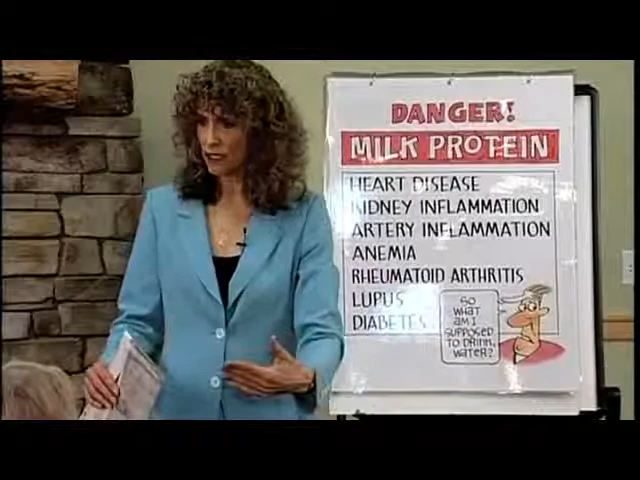 DANGER!
MILK PROTEIN
HEART DISEASE
KIDNEY INFLAMMATION
ARTERY INFLAMMATION
ANEMIA
RHEUMATOID ARTHRITIS
LUPUS
DIABETES
SO
WHAT
AM I
SUPPOSED
TO DRINK,
WATER?